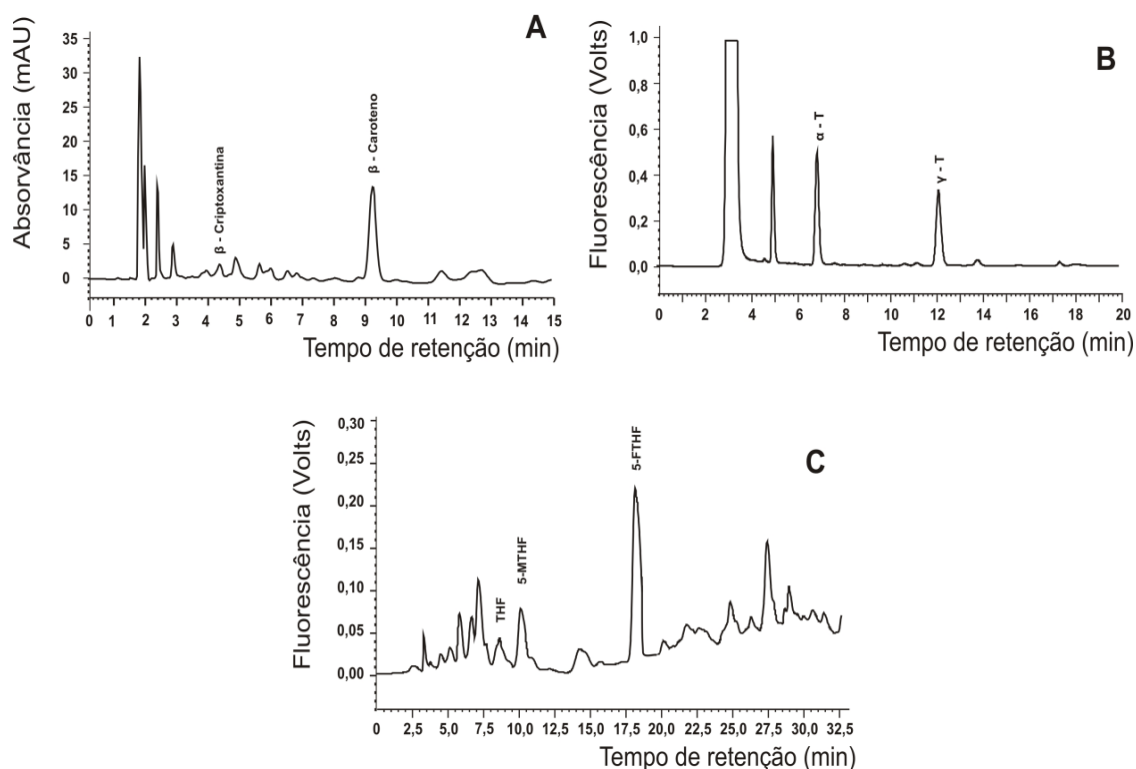 A
Absorvância (mAU)
35
30
25
20
15
10
5
0
β - Criptoxantina
β - Caroteno
0 1 2 3 4 5 6 7 8 9 10 11 12 13 14 15
Tempo de retenção (min)
B
Fluorescência (Volts)
1,0
0,8
0,6
0,4
0,2
0,0
α - T
γ - T
0 2 4 6 8 10 12 14 16 18 20
Tempo de retenção (min)
C
Fluorescência (Volts)
0,30
0,25
0,20
0,15
0,10
0,05
0,00
THF
5-MTHF
5-FTHF
0 2,5 5,0 7,5 10,0 12,5 15,0 17,5 20,0 22,5 25,0 27,5 30,0 32,5
Tempo de retenção (min)